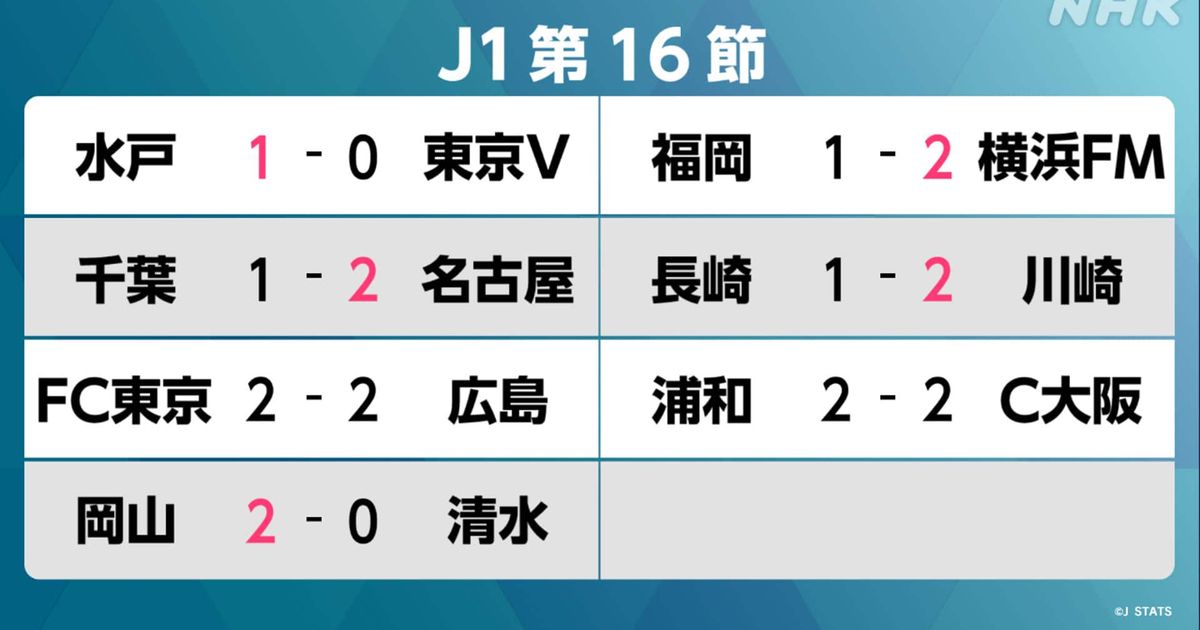 NHK
J1 第 16 節
水戸 1 - 0 東京V 福岡 1 - 2 横浜FM
千葉 1 - 2 名古屋 長崎 1 - 2 川崎
FC東京 2 - 2 広島 浦和 2 - 2 C大阪
岡山 2 - 0 清水
©J STATS